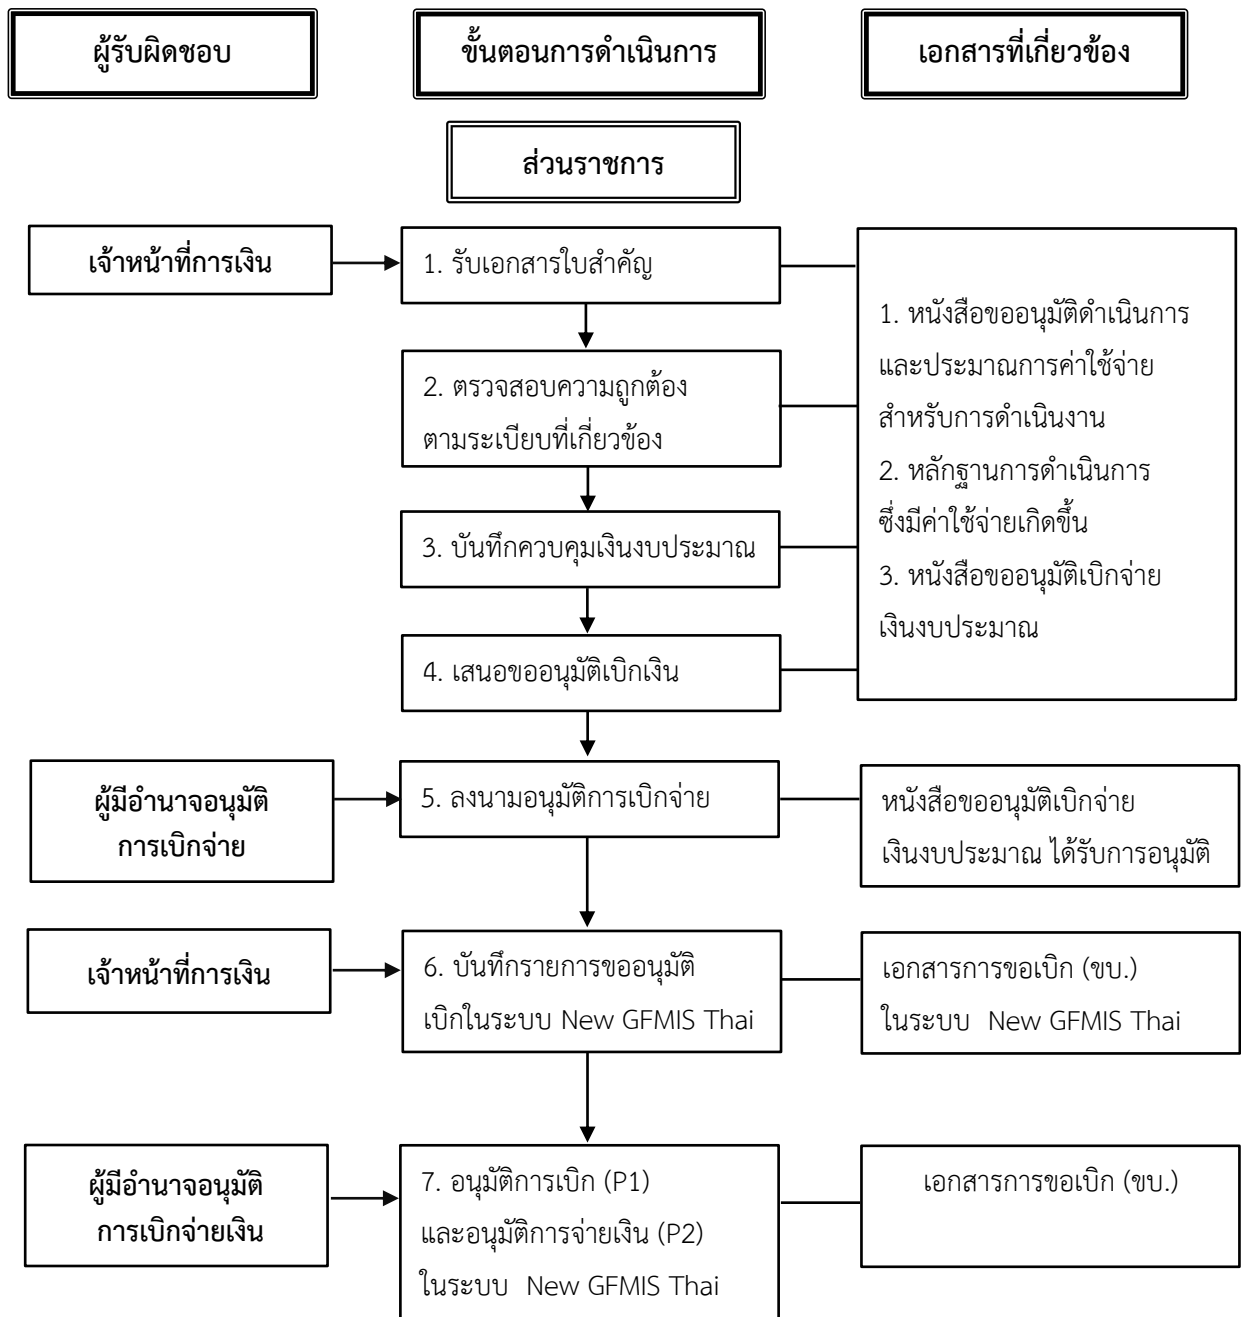 ผู้รับผิดชอบ
ขั้นตอนการดำเนินการ
เอกสารที่เกี่ยวข้อง
ส่วนราชการ
เจ้าหน้าที่การเงิน
1. รับเอกสารใบสำคัญ
2. ตรวจสอบความถูกต้อง
ตามระเบียบที่เกี่ยวข้อง
3. บันทึกควบคุมเงินงบประมาณ
4. เสนอขออนุมัติเบิกเงิน
1. หนังสือขออนุมัติดำเนินการ
และประมาณการค่าใช้จ่าย
สำหรับการดำเนินงาน
2. หลักฐานการดำเนินการ
ซึ่งมีค่าใช้จ่ายเกิดขึ้น
3. หนังสือขออนุมัติเบิกจ่าย
เงินงบประมาณ
ผู้มีอำนาจอนุมัติ
การเบิกจ่าย
5. ลงนามอนุมัติการเบิกจ่าย
หนังสือขออนุมัติเบิกจ่าย
เงินงบประมาณ ได้รับการอนุมัติ
เจ้าหน้าที่การเงิน
6. บันทึกรายการขออนุมัติ
เบิกในระบบ New GFMIS Thai
เอกสารการขอเบิก (ขบ.)
ในระบบ New GFMIS Thai
ผู้มีอำนาจอนุมัติ
การเบิกจ่ายเงิน
7. อนุมัติการเบิก (P1)
และอนุมัติการจ่ายเงิน (P2)
ในระบบ New GFMIS Thai
เอกสารการขอเบิก (ขบ.)